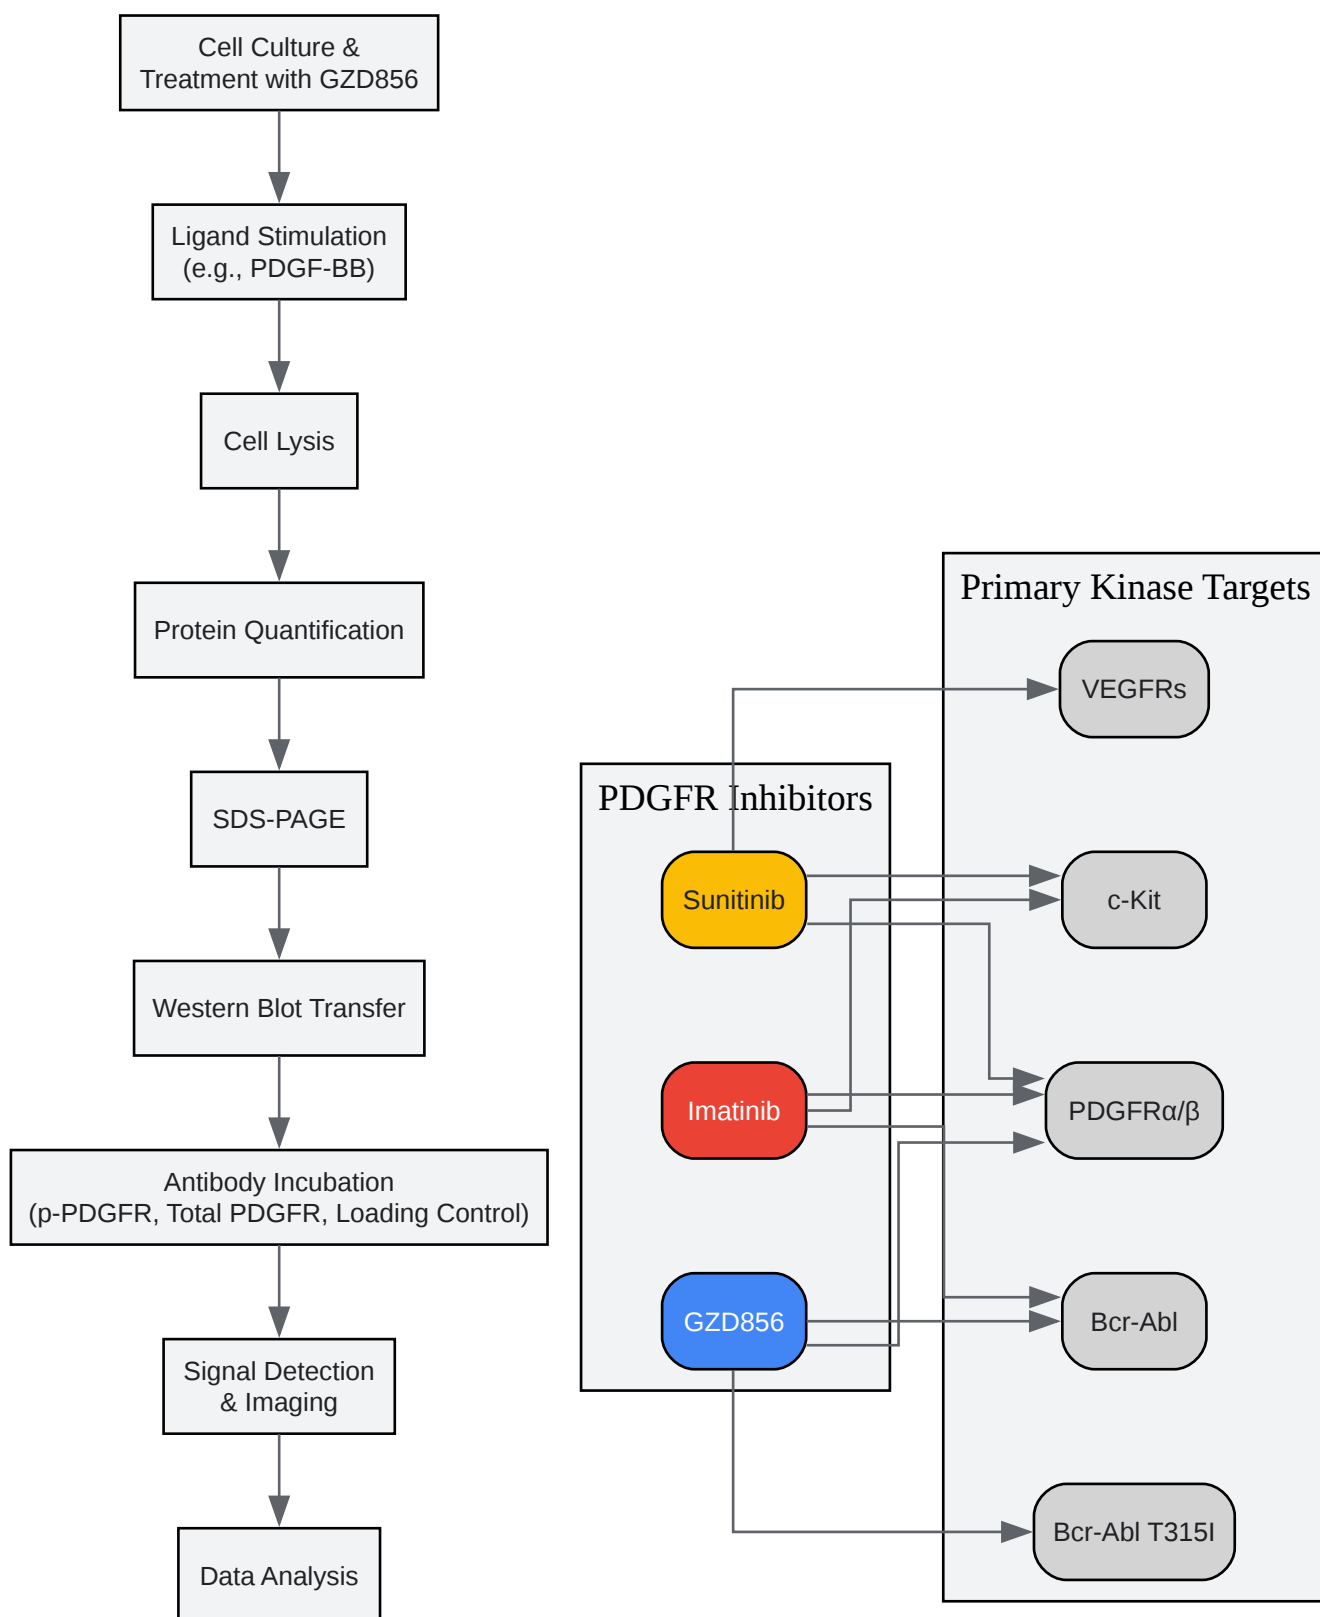 Cell Culture &
Treatment with GZD856
Ligand Stimulation
(e.g., PDGF-BB)
Cell Lysis
Protein Quantification
SDS-PAGE
Western Blot Transfer
Antibody Incubation
(p-PDGFR, Total PDGFR, Loading Control)
Signal Detection
& Imaging
Data Analysis
PDGFR Inhibitors
Sunitinib
Imatinib
GZD856
Primary Kinase Targets
VEGFRs
c-Kit
PDGFRα/β
Bcr-Abl
Bcr-Abl T315I